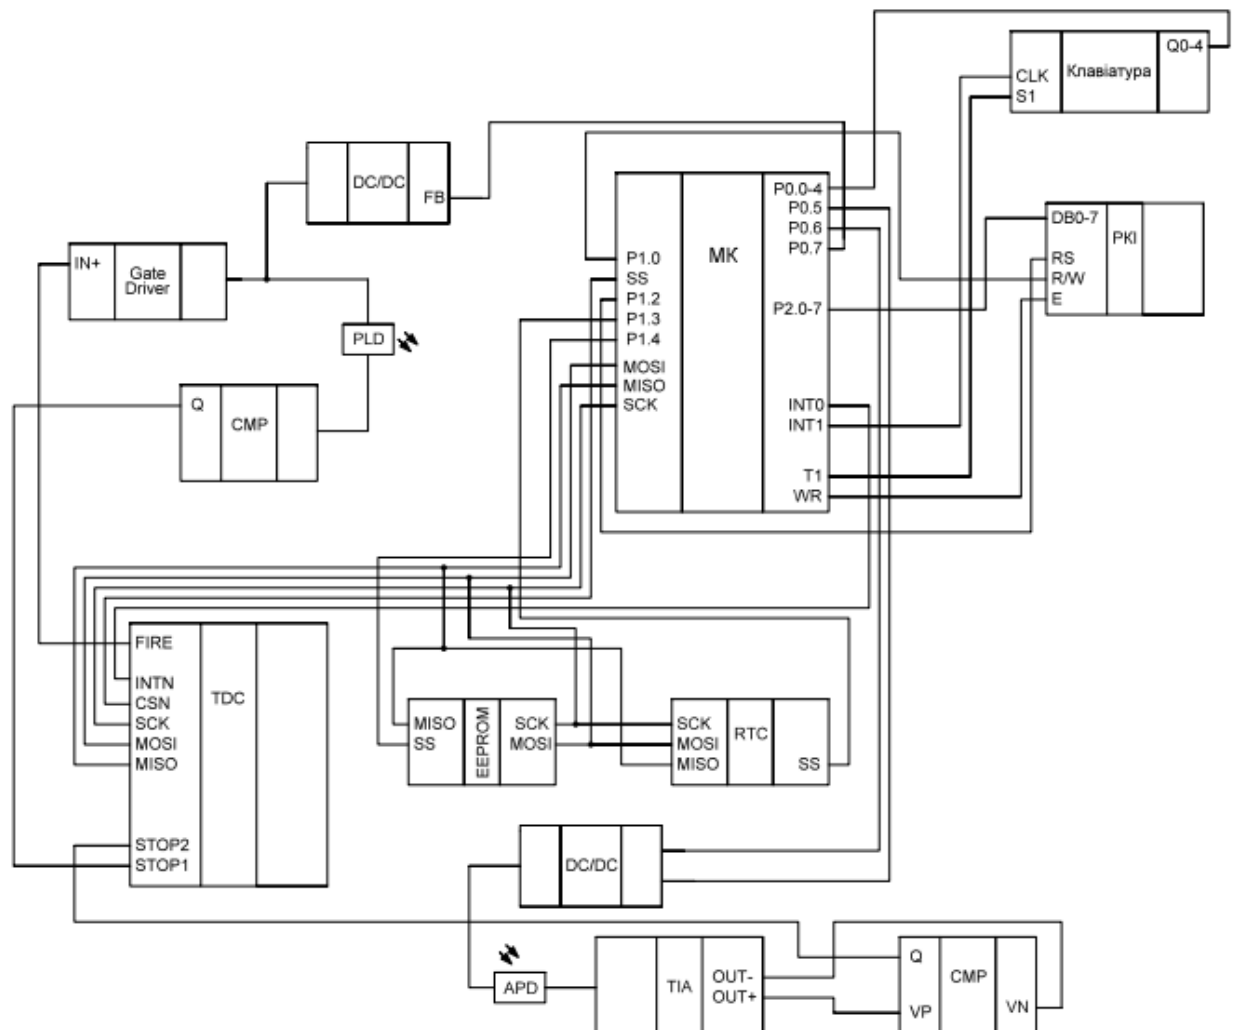 Q0-4
CLK
S1
Клавіатура
DC/DC
FB
IN+
Gate
Driver
PLD
Q
CMP
P1.0
SS
P1.2
P1.3
P1.4
MOSI
MISO
SCK
МК
P0.0-4
P0.5
P0.6
P0.7
P2.0-7
INT0
INT1
T1
WR
DB0-7
RS
R/W
E
РКІ
FIRE
INTN
CSN
SCK
MOSI
MISO
STOP2
STOP1
TDC
MISO
SS
EEPROM
SCK
MOSI
SCK
MOSI
MISO
RTC
SS
DC/DC
APD
TIA
OUT-
OUT+
Q
VP
CMP
VN